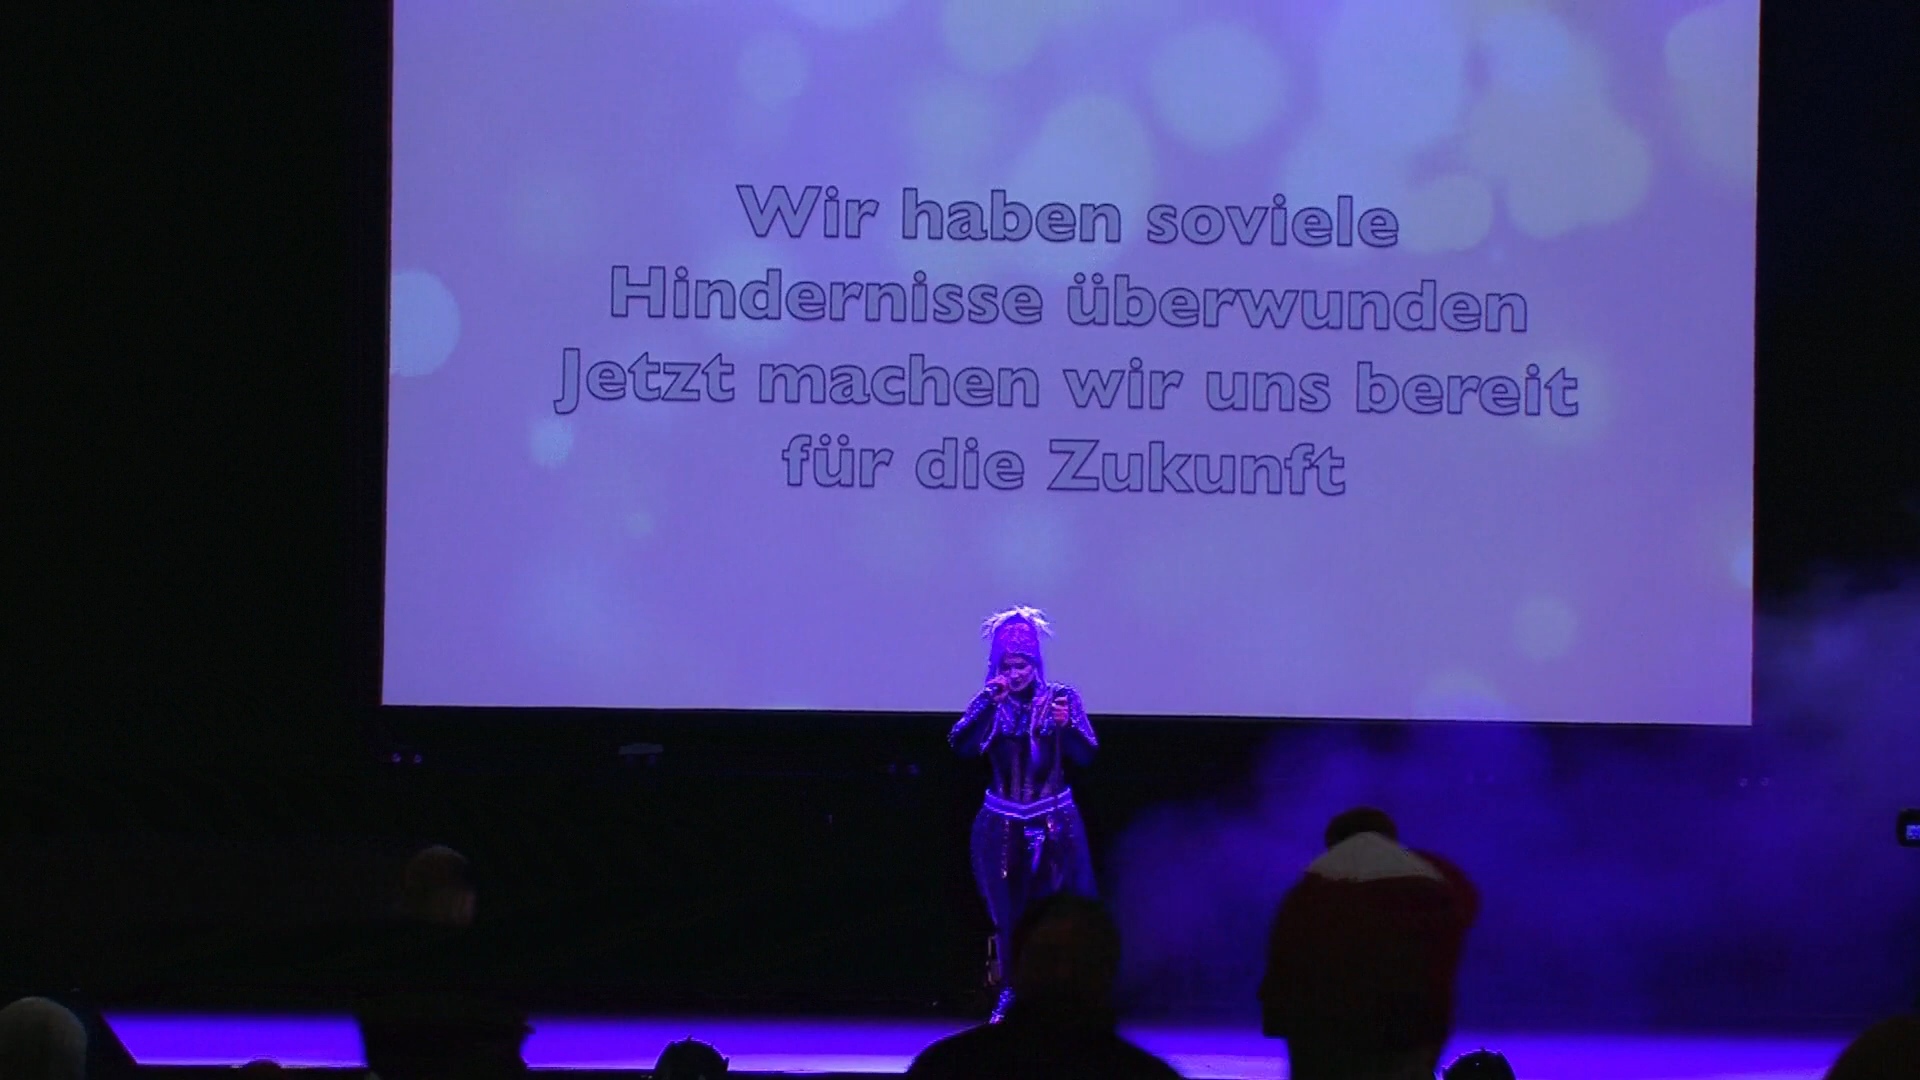 Wir haben soviele
Hindernisse überwunden
Jetzt machen wir uns bereit
für die Zukunft